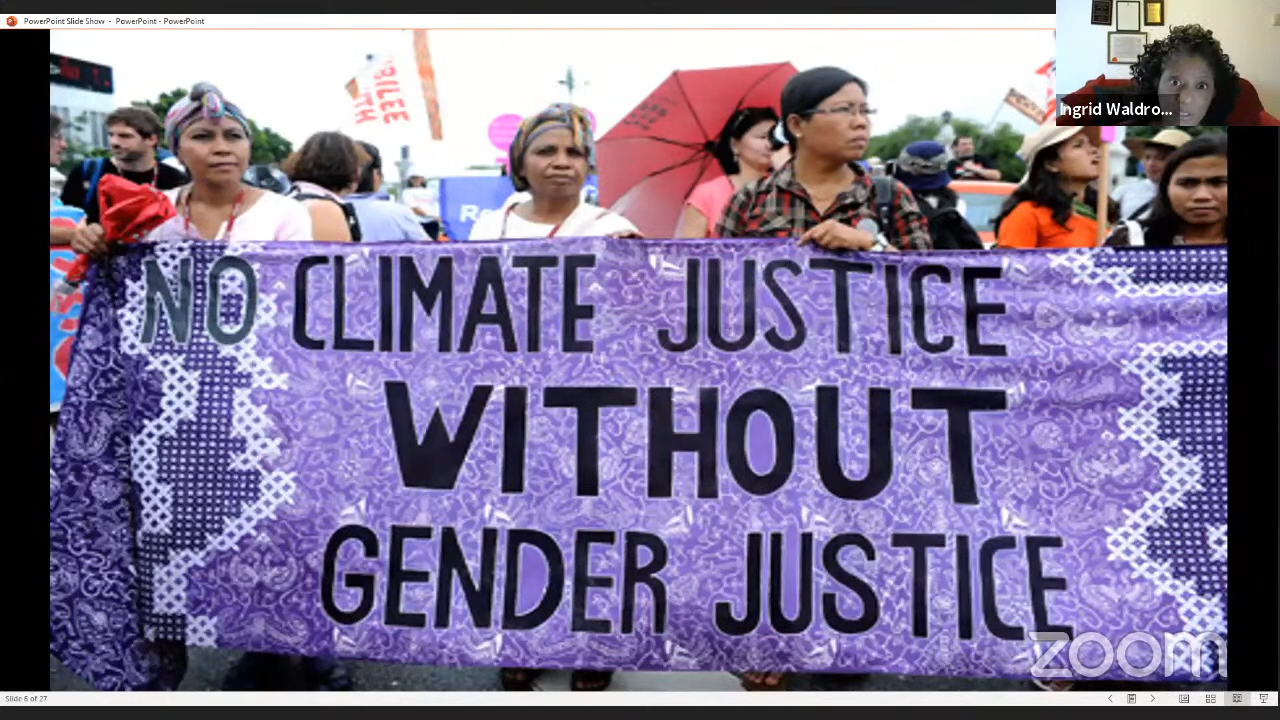 PowerPoint Slide Show - PowerPoint - PowerPoint
Ingrid Waldro...
NO CLIMATE JUSTICE
WITHOUT
GENDER JUSTICE
zoom
Slide 6 of 27